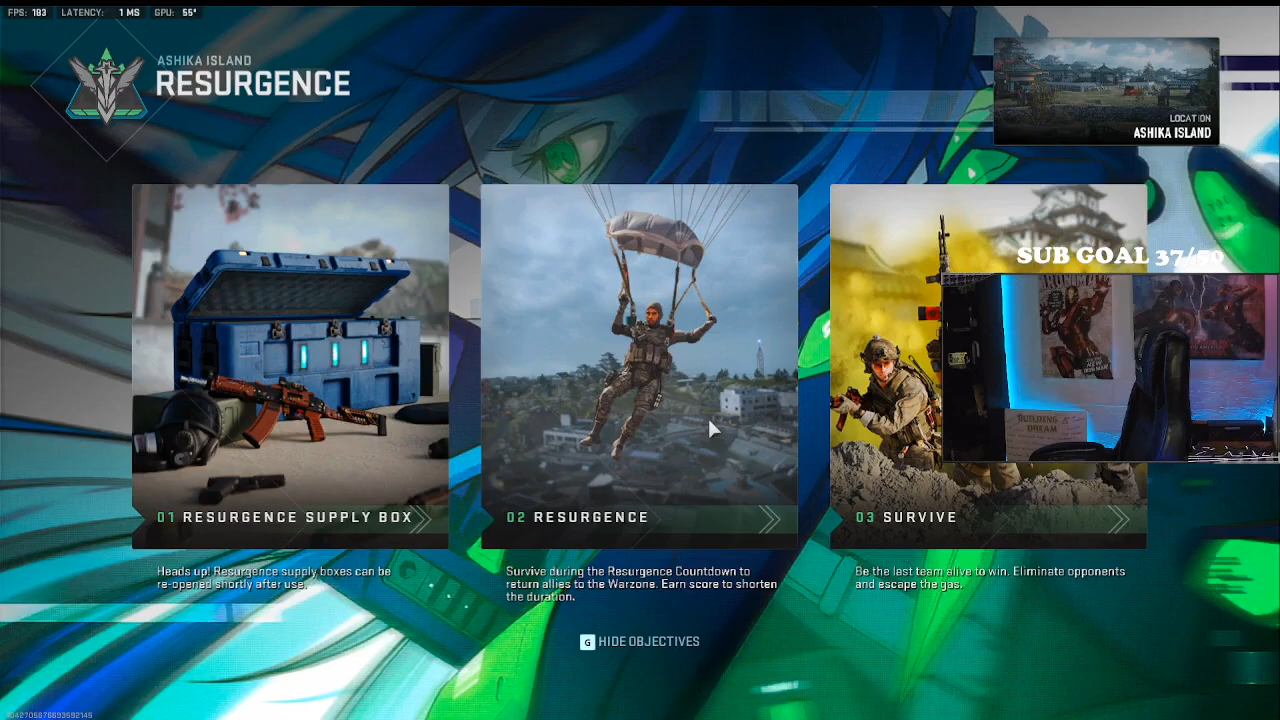 FPS: 183 LATENCY: 1 MS GPU: 55°
ASHIKA ISLAND
RESURGENCE
LOCATION
ASHIKA ISLAND
SUB GOAL 37/50
BUILDING
DREAM
01 RESURGENCE SUPPLY BOX
02 RESURGENCE
03 SURVIVE
Heads up! Resurgence supply boxes can be
re-opened shortly after use.
Survive during the Resurgence Countdown to
return allies to the Warzone. Earn score to shorten
the duration.
Be the last team alive to win. Eliminate opponents
and escape the gas.
G HIDE OBJECTIVES